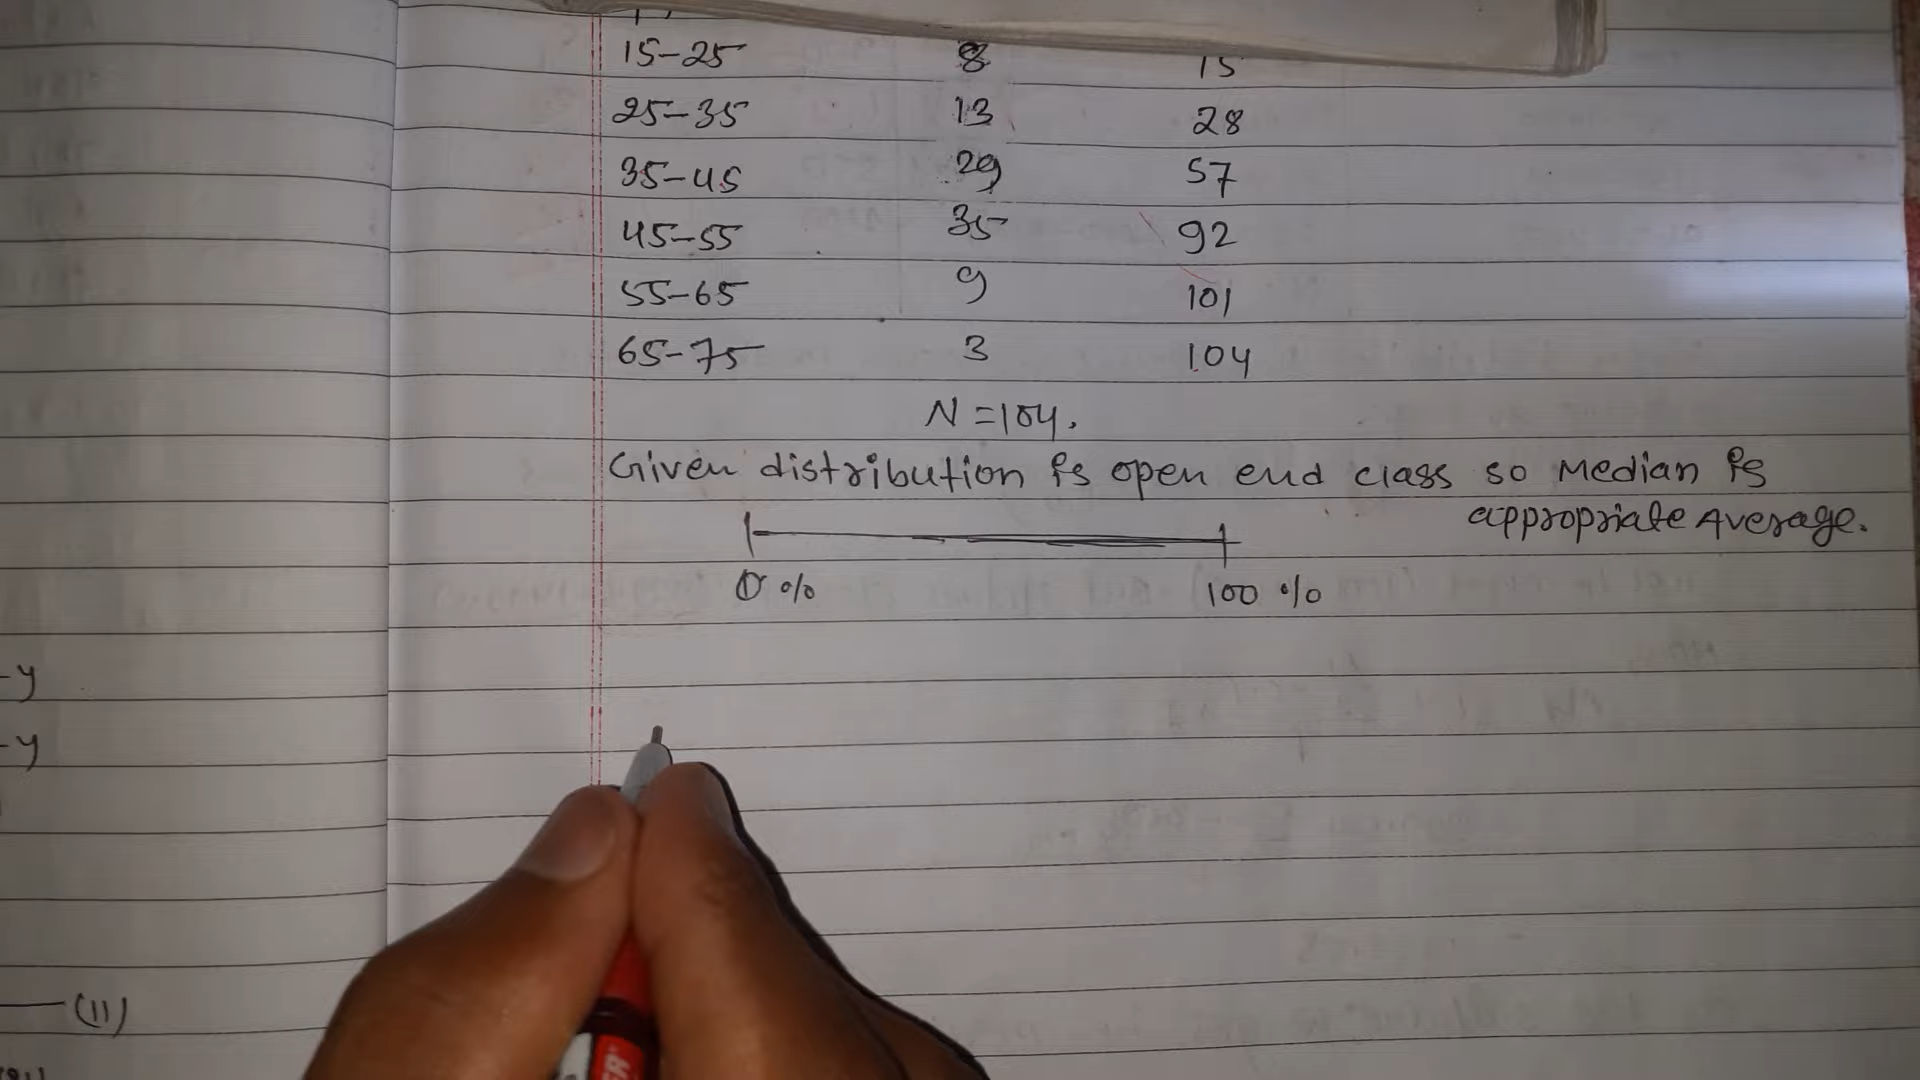 15-25 8 15
25-35 13 28
35-45 29 57
45-55 35 92
55-65 9 101
65-75 3 104
N = 104.
Given distribution is open end class so Median is
appropriate Average.
0 % 100 %
-y
-y
(11)